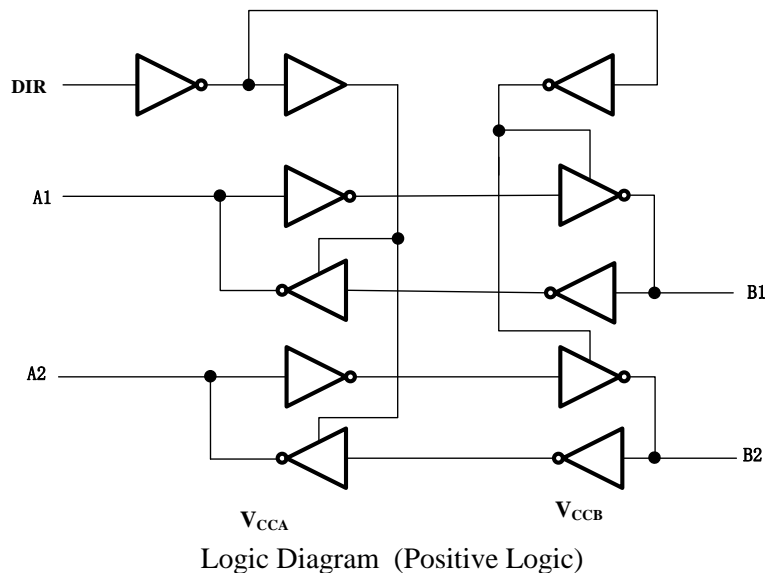 DIR
A1
B1
A2
B2
VCCA
VCCB
Logic Diagram (Positive Logic)